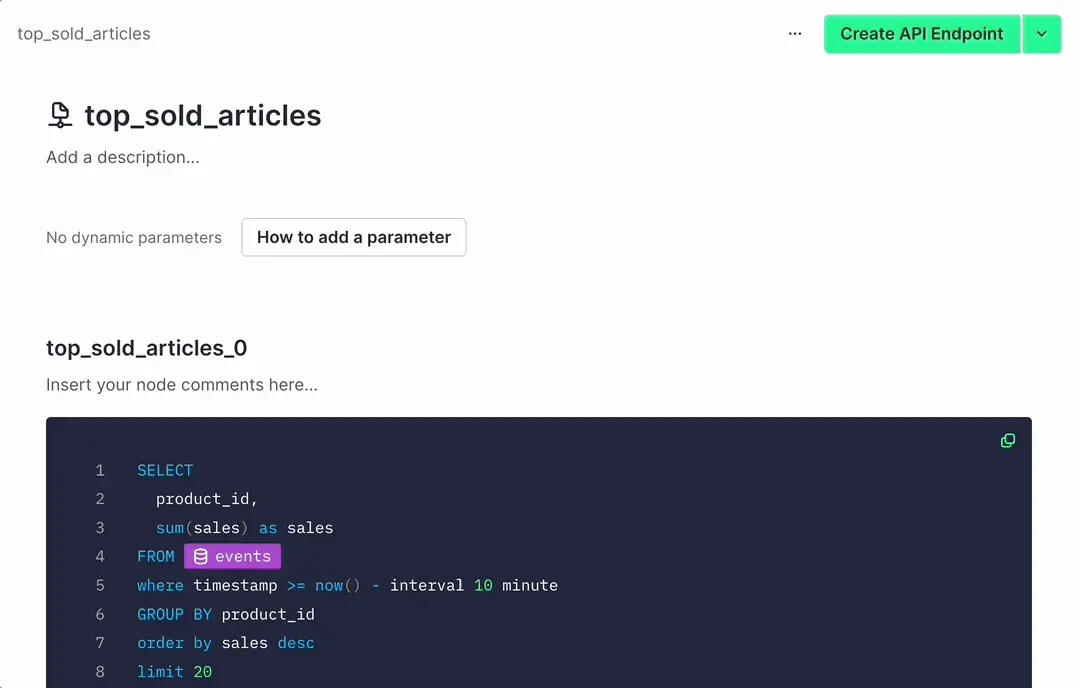 top_sold_articles
... Create API Endpoint
top_sold_articles
Add a description...
No dynamic parameters How to add a parameter
top_sold_articles_0
Insert your node comments here...
1 SELECT
2 product_id,
3 sum(sales) as sales
4 FROM events
5 where timestamp >= now() - interval 10 minute
6 GROUP BY product_id
7 order by sales desc
8 limit 20